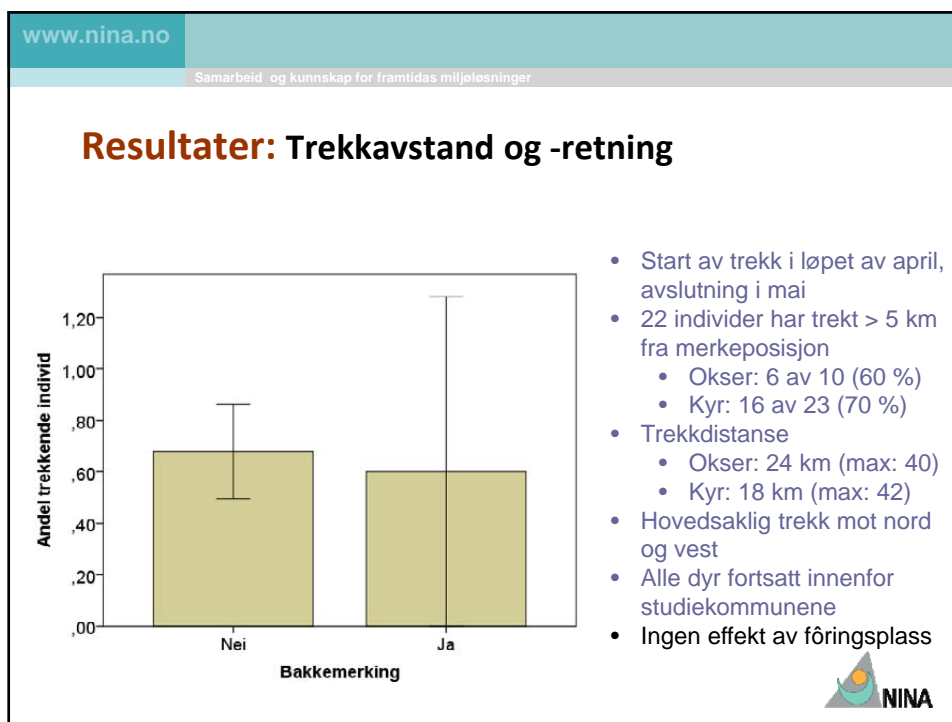 www.nina.no
Samarbeid og kunnskap for framtidas miljøløsninger
Resultater: Trekkavstand og -retning
Andel trekkende individ
1,20
1,00
,80
,60
,40
,20
,00
Nei
Ja
Bakkemerking
• Start av trekk i løpet av april,
avslutning i mai
• 22 individer har trekt > 5 km
fra merkeposisjon
• Okser: 6 av 10 (60 %)
• Kyr: 16 av 23 (70 %)
• Trekkdistanse
• Okser: 24 km (max: 40)
• Kyr: 18 km (max: 42)
• Hovedsaklig trekk mot nord
og vest
• Alle dyr fortsatt innenfor
studiekommunene
• Ingen effekt av fôringsplass
NINA